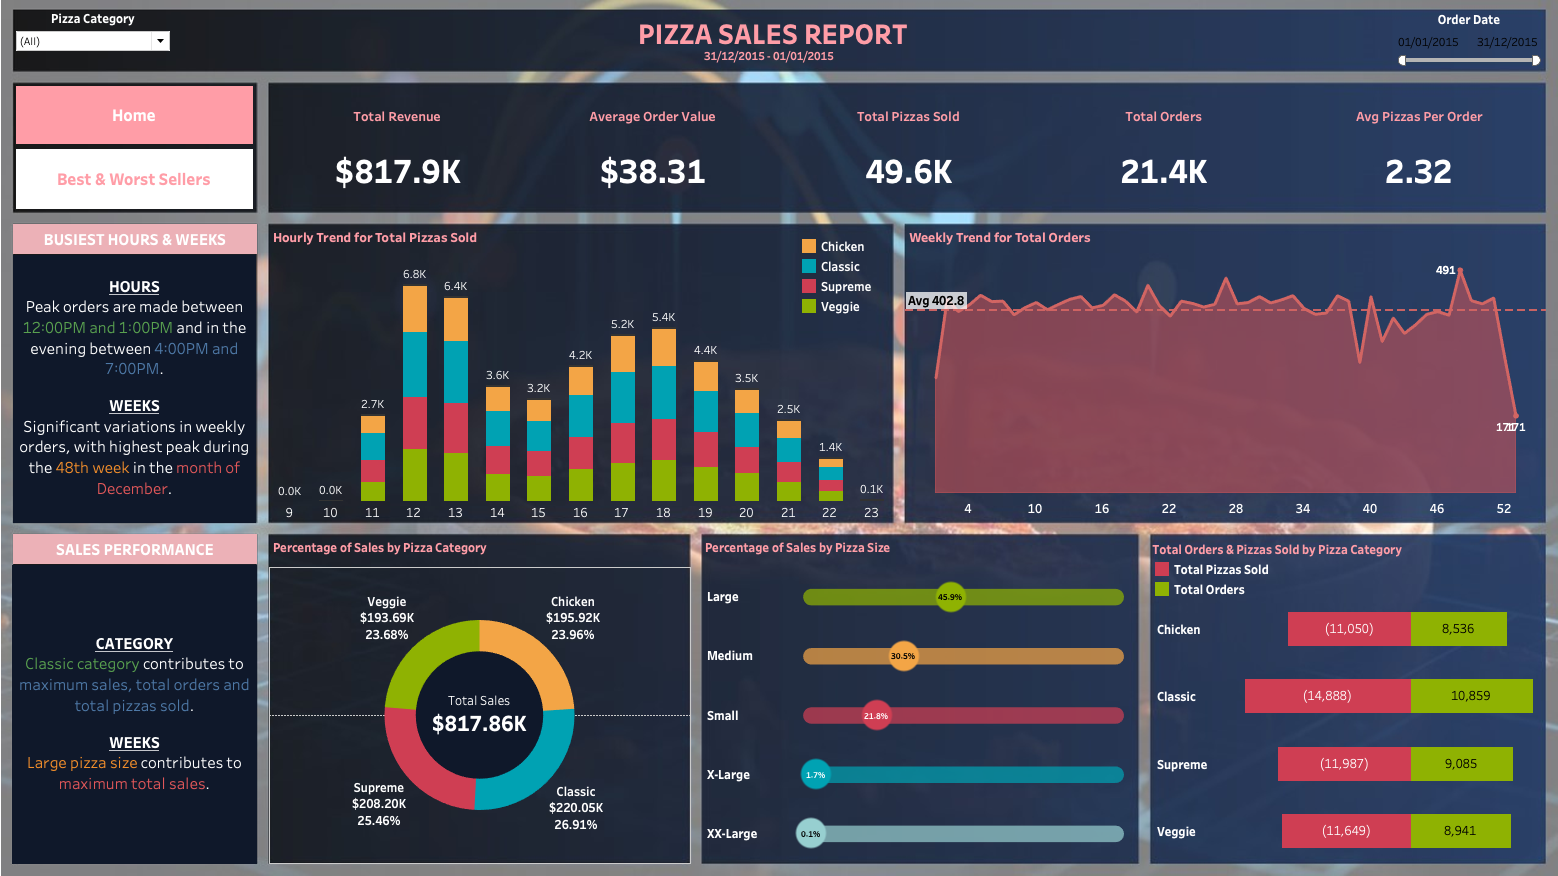 Pizza Category
(All)
PIZZA SALES REPORT
31/12/2015 - 01/01/2015
Order Date
01/01/2015 31/12/2015
Home
Best & Worst Sellers
Total Revenue
$817.9K
Average Order Value
$38.31
Total Pizzas Sold
49.6K
Total Orders
21.4K
Avg Pizzas Per Order
2.32
BUSIEST HOURS & WEEKS
HOURS
Peak orders are made between
12:00PM and 1:00PM and in the
evening between 4:00PM and
7:00PM.
WEEKS
Significant variations in weekly
orders, with highest peak during
the 48th week in the month of
December.
Hourly Trend for Total Pizzas Sold
Chicken
Classic
Supreme
Veggie
0.0K 0.0K 2.7K 6.8K 6.4K 3.6K 3.2K 4.2K 5.2K 5.4K 4.4K 3.5K 2.5K 1.4K 0.1K
9 10 11 12 13 14 15 16 17 18 19 20 21 22 23
Weekly Trend for Total Orders
491
Avg 402.8
171
171
4 10 16 22 28 34 40 46 52
SALES PERFORMANCE
CATEGORY
Classic category contributes to
maximum sales, total orders and
total pizzas sold.
WEEKS
Large pizza size contributes to
maximum total sales.
Percentage of Sales by Pizza Category
Veggie
$193.69K
23.68%
Chicken
$195.92K
23.96%
Total Sales
$817.86K
Supreme
$208.20K
25.46%
Classic
$220.05K
26.91%
Percentage of Sales by Pizza Size
Large 45.9%
Medium 30.5%
Small 21.8%
X-Large 1.7%
XX-Large 0.1%
Total Orders & Pizzas Sold by Pizza Category
Total Pizzas Sold
Total Orders
Chicken (11,050) 8,536
Classic (14,888) 10,859
Supreme (11,987) 9,085
Veggie (11,649) 8,941